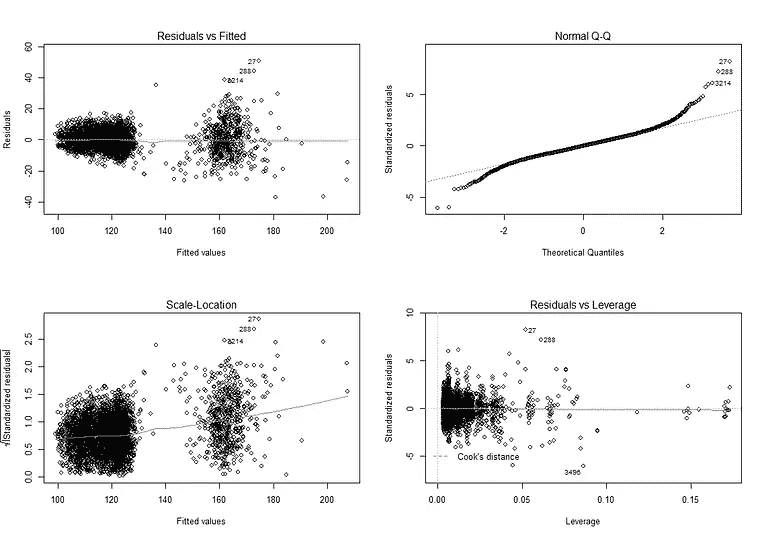 Residuals vs Fitted
Residuals
60
40
20
0
-20
-40
27
288
3214
100 120 140 160 180 200
Fitted values
Normal Q-Q
Standardized residuals
5
0
-5
27
288
3214
-2 0 2
Theoretical Quantiles
Scale-Location
√|Standardized residuals|
2.5
2.0
1.5
1.0
0.5
0.0
27
288
3214
100 120 140 160 180 200
Fitted values
Residuals vs Leverage
Standardized residuals
10
5
0
-5
27
288
Cook's distance
3496
0.00 0.05 0.10 0.15
Leverage